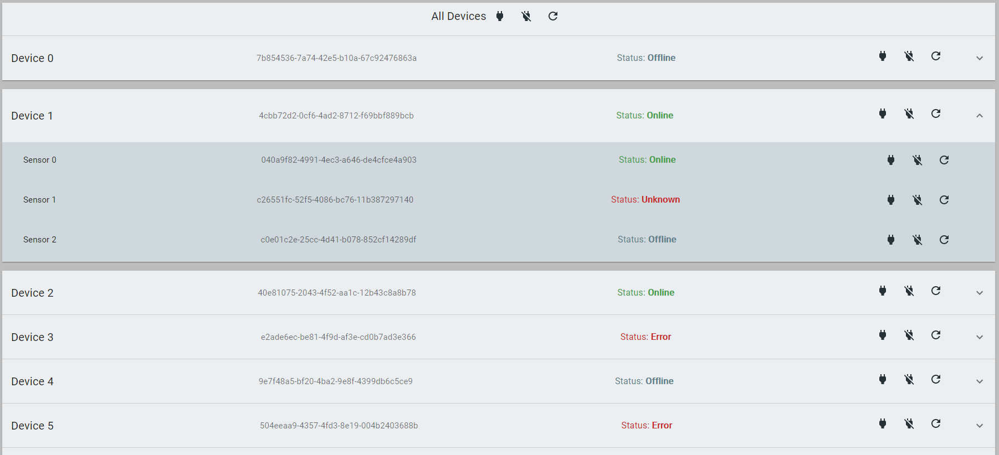 All Devices
Device 0 7b854536-7a74-42e5-b10a-67c92476863a Status: Offline
Device 1 4cbb72d2-0cf6-4ad2-8712-f69bbf889bcb Status: Online
Sensor 0 040a9f82-4991-4ec3-a646-de4cfce4a903 Status: Online
Sensor 1 c26551fc-52f5-4086-bc76-11b387297140 Status: Unknown
Sensor 2 c0e01c2e-25cc-4d41-b078-852cf14289df Status: Offline
Device 2 40e81075-2043-4f52-aa1c-12b43c8a8b78 Status: Online
Device 3 e2ade6ec-be81-4f9d-af3e-cd0b7ad3e366 Status: Error
Device 4 9e7f48a5-bf20-4ba2-9e8f-4399db6c5ce9 Status: Offline
Device 5 504eeaa9-4357-4fd3-8e19-004b2403688b Status: Error